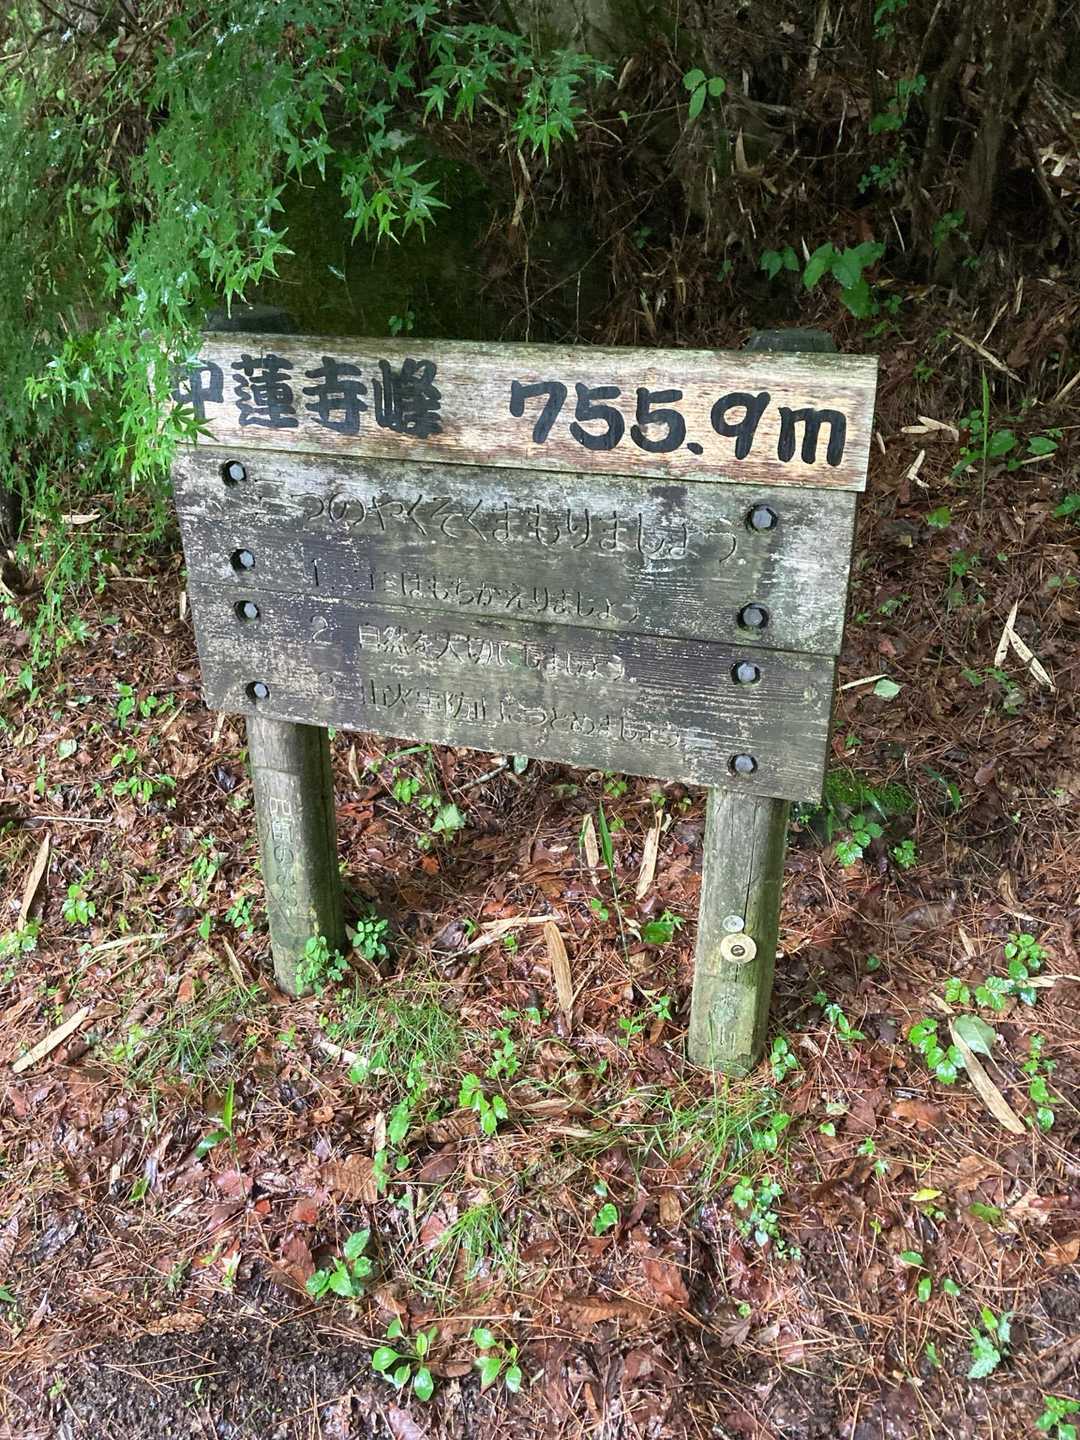 中蓮寺峰 755.9m
三つのやくそくまもりましょう
1 はもちかえりましょう
2 自然を大切にしましょう
3 山火事防止につとめましょう